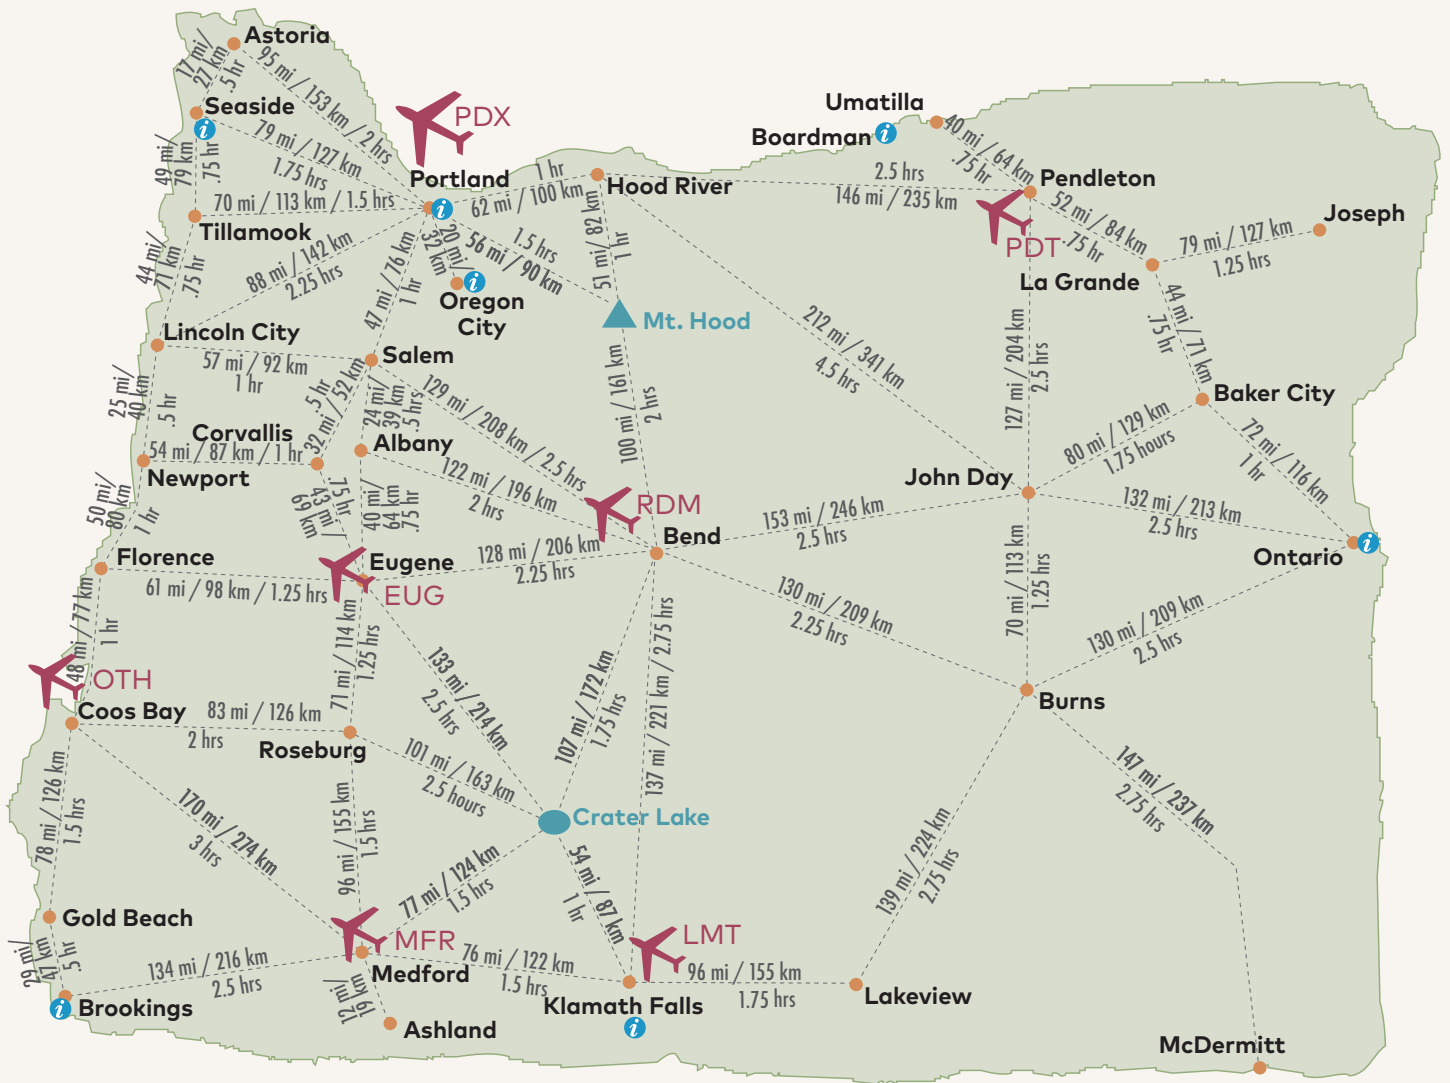 Astoria
17 mi/
27 km
.5 hr
95 mi / 153 km / 2 hrs
Seaside
i
79 mi / 127 km
1.75 hrs
49 mi/
79 km
.75 hr
PDX
Portland
i
70 mi / 113 km / 1.5 hrs
Tillamook
1 hr
62 mi / 100 km
Hood River
Umatilla
Boardman
i
40 mi / 64 km
.75 hr
2.5 hrs
146 mi / 235 km
Pendleton
PDT
52 mi / 84 km
.75 hr
Joseph
79 mi / 127 km
1.25 hrs
La Grande
44 mi/
71 km
.75 hr
88 mi / 142 km
2.25 hrs
47 mi / 76 km
1 hr
20 mi/
32 km
i
Oregon
City
1.5 hrs
56 mi / 90 km
51 mi / 82 km
1 hr
Mt. Hood
212 mi / 341 km
4.5 hrs
127 mi / 204 km
2.5 hrs
44 mi / 71 km
.75 hr
Lincoln City
57 mi / 92 km
1 hr
Salem
25 mi/
40 km
.5 hr
.5 hr
32 mi / 52 km
24 mi/
39 km
.5 hrs
129 mi / 208 km / 2.5 hrs
100 mi / 161 km
2 hrs
Baker City
80 mi / 129 km
1.75 hours
72 mi / 116 km
1 hr
Corvallis
54 mi / 87 km / 1 hr
Newport
Albany
122 mi / 196 km
2 hrs
John Day
132 mi / 213 km
2.5 hrs
50 mi/
80 km
1 hr
.75 hr
43 mi/
69 km
40 mi/
64 km
.75 hr
RDM
Bend
153 mi / 246 km
2.5 hrs
Ontario
i
Florence
61 mi / 98 km / 1.25 hrs
Eugene
EUG
128 mi / 206 km
2.25 hrs
130 mi / 209 km
2.25 hrs
70 mi / 113 km
1.25 hrs
130 mi / 209 km
2.5 hrs
48 mi / 77 km
1 hr
OTH
Coos Bay
83 mi / 126 km
2 hrs
Roseburg
71 mi / 114 km
1.25 hrs
133 mi / 214 km
2.5 hrs
107 mi / 172 km
1.75 hrs
137 mi / 221 km / 2.75 hrs
Burns
101 mi / 163 km
2.5 hours
Crater Lake
78 mi / 126 km
1.5 hrs
170 mi / 274 km
3 hrs
96 mi / 155 km
1.5 hrs
77 mi / 124 km
1.5 hrs
54 mi / 87 km
1 hr
139 mi / 224 km
2.75 hrs
147 mi / 237 km
2.75 hrs
Gold Beach
29 mi/
47 km
.5 hr
Brookings
i
134 mi / 216 km
2.5 hrs
MFR
Medford
12 mi/
19 km
Ashland
76 mi / 122 km
1.5 hrs
LMT
Klamath Falls
i
96 mi / 155 km
1.75 hrs
Lakeview
McDermitt